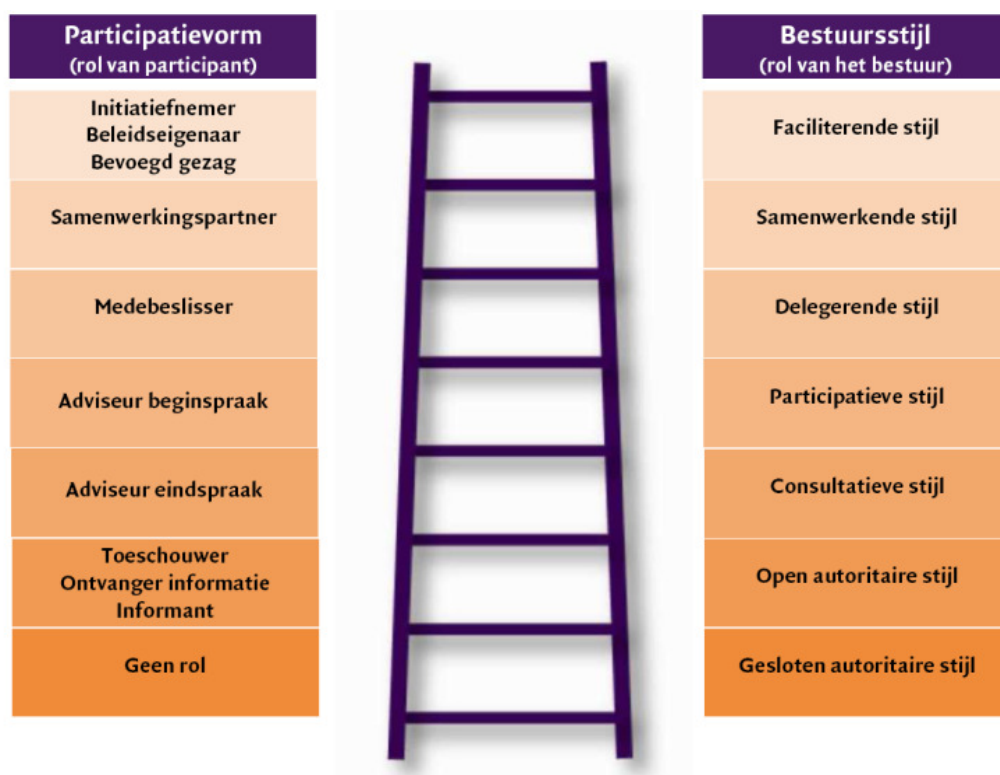 Participatievorm
(rol van participant)
Initiatiefnemer
Beleidseigenaar
Bevoegd gezag
Samenwerkingspartner
Medebeslisser
Adviseur beginspraak
Adviseur eindspraak
Toeschouwer
Ontvanger informatie
Informant
Geen rol
Bestuursstijl
(rol van het bestuur)
Faciliterende stijl
Samenwerkende stijl
Delegerende stijl
Participatieve stijl
Consultatieve stijl
Open autoritaire stijl
Gesloten autoritaire stijl